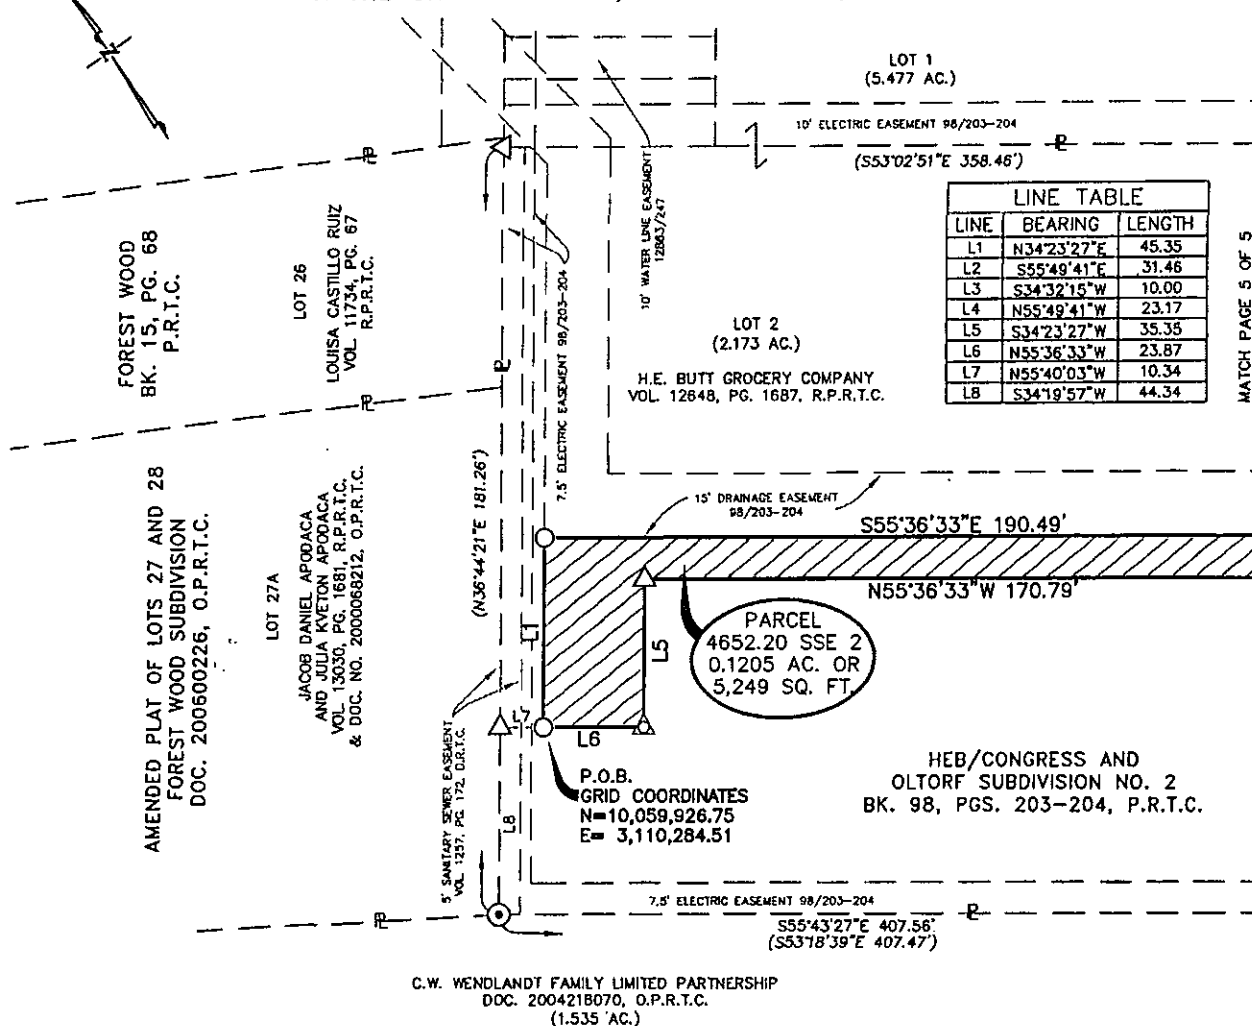 N
LOT 1
(5.477 AC.)
10' ELECTRIC EASEMENT 98/203-204
(S53°02'51"E 358.46')
LINE TABLE
LINE BEARING LENGTH
L1 N34°23'27"E 45.35
L2 S55°49'41"E 31.46
L3 S34°32'15"W 10.00
L4 N55°49'41"W 23.17
L5 S34°23'27"W 35.35
L6 N55°36'33"W 23.87
L7 N55°40'03"W 10.34
L8 S34°19'57"W 44.34
MATCH PAGE 5 OF 5
FOREST WOOD
BK. 15, PG. 68
P.R.T.C.
LOT 26
LOUISA CASTILLO RUIZ
VOL. 11734, PG. 67
R.P.R.T.C.
10' WATER LINE EASEMENT
12863/247
7.5' ELECTRIC EASEMENT 98/203-204
LOT 2
(2.173 AC.)
H.E. BUTT GROCERY COMPANY
VOL. 12648, PG. 1687, R.P.R.T.C.
AMENDED PLAT OF LOTS 27 AND 28
FOREST WOOD SUBDIVISION
DOC. 200600226, O.P.R.T.C.
LOT 27A
JACOB DANIEL APODACA
AND JULIA KVETON APODACA
VOL. 13030, PG. 1681, R.P.R.T.C.
& DOC. NO. 2000068212, O.P.R.T.C.
(N36°44'21"E 181.26')
15' DRAINAGE EASEMENT
98/203-204
S55°36'33"E 190.49'
N55°36'33"W 170.79'
PARCEL
4652.20 SSE 2
0.1205 AC. OR
5,249 SQ. FT.
L1
L5
L7
L6
L8
5' SANITARY SEWER EASEMENT
VOL. 1257, PG. 172, D.R.T.C.
P.O.B.
GRID COORDINATES
N=10,059,926.75
E= 3,110,284.51
HEB/CONGRESS AND
OLTORF SUBDIVISION NO. 2
BK. 98, PGS. 203-204, P.R.T.C.
7.5' ELECTRIC EASEMENT 98/203-204
S55°43'27"E 407.56'
(S53°18'39"E 407.47')
C.W. WENDLANDT FAMILY LIMITED PARTNERSHIP
DOC. 2004218070, O.P.R.T.C.
(1.535 AC.)